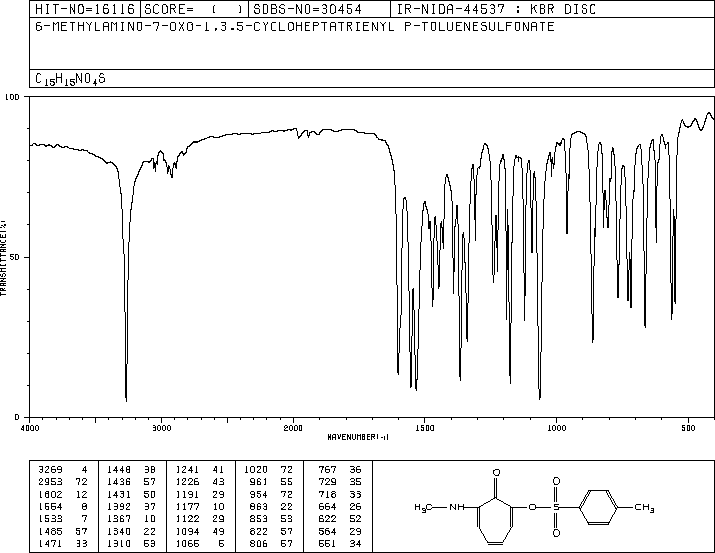 HIT-NO=16116 SCORE= ( ) SDBS-NO=30454 IR-NIDA-44537 : KBR DISC
6-METHYLAMINO-7-OXO-1,3,5-CYCLOHEPTATRIENYL P-TOLUENESULFONATE
C15H15NO4S
100
50
0
TRANSMITTANCE(%)
4000 3000 2000 1500 1000 500
WAVENUMBER(-1)
3269 4 1448 38 1241 41 1020 72 767 36
2953 72 1436 57 1226 43 961 55 729 35
1602 12 1431 50 1191 29 954 72 718 33
1554 8 1392 37 1177 10 863 22 664 26
1533 7 1367 10 1122 29 853 53 622 52
1485 57 1340 22 1094 49 822 57 564 29
1471 33 1310 53 1065 5 806 57 551 34
O
O
H3C NH O S CH3
O